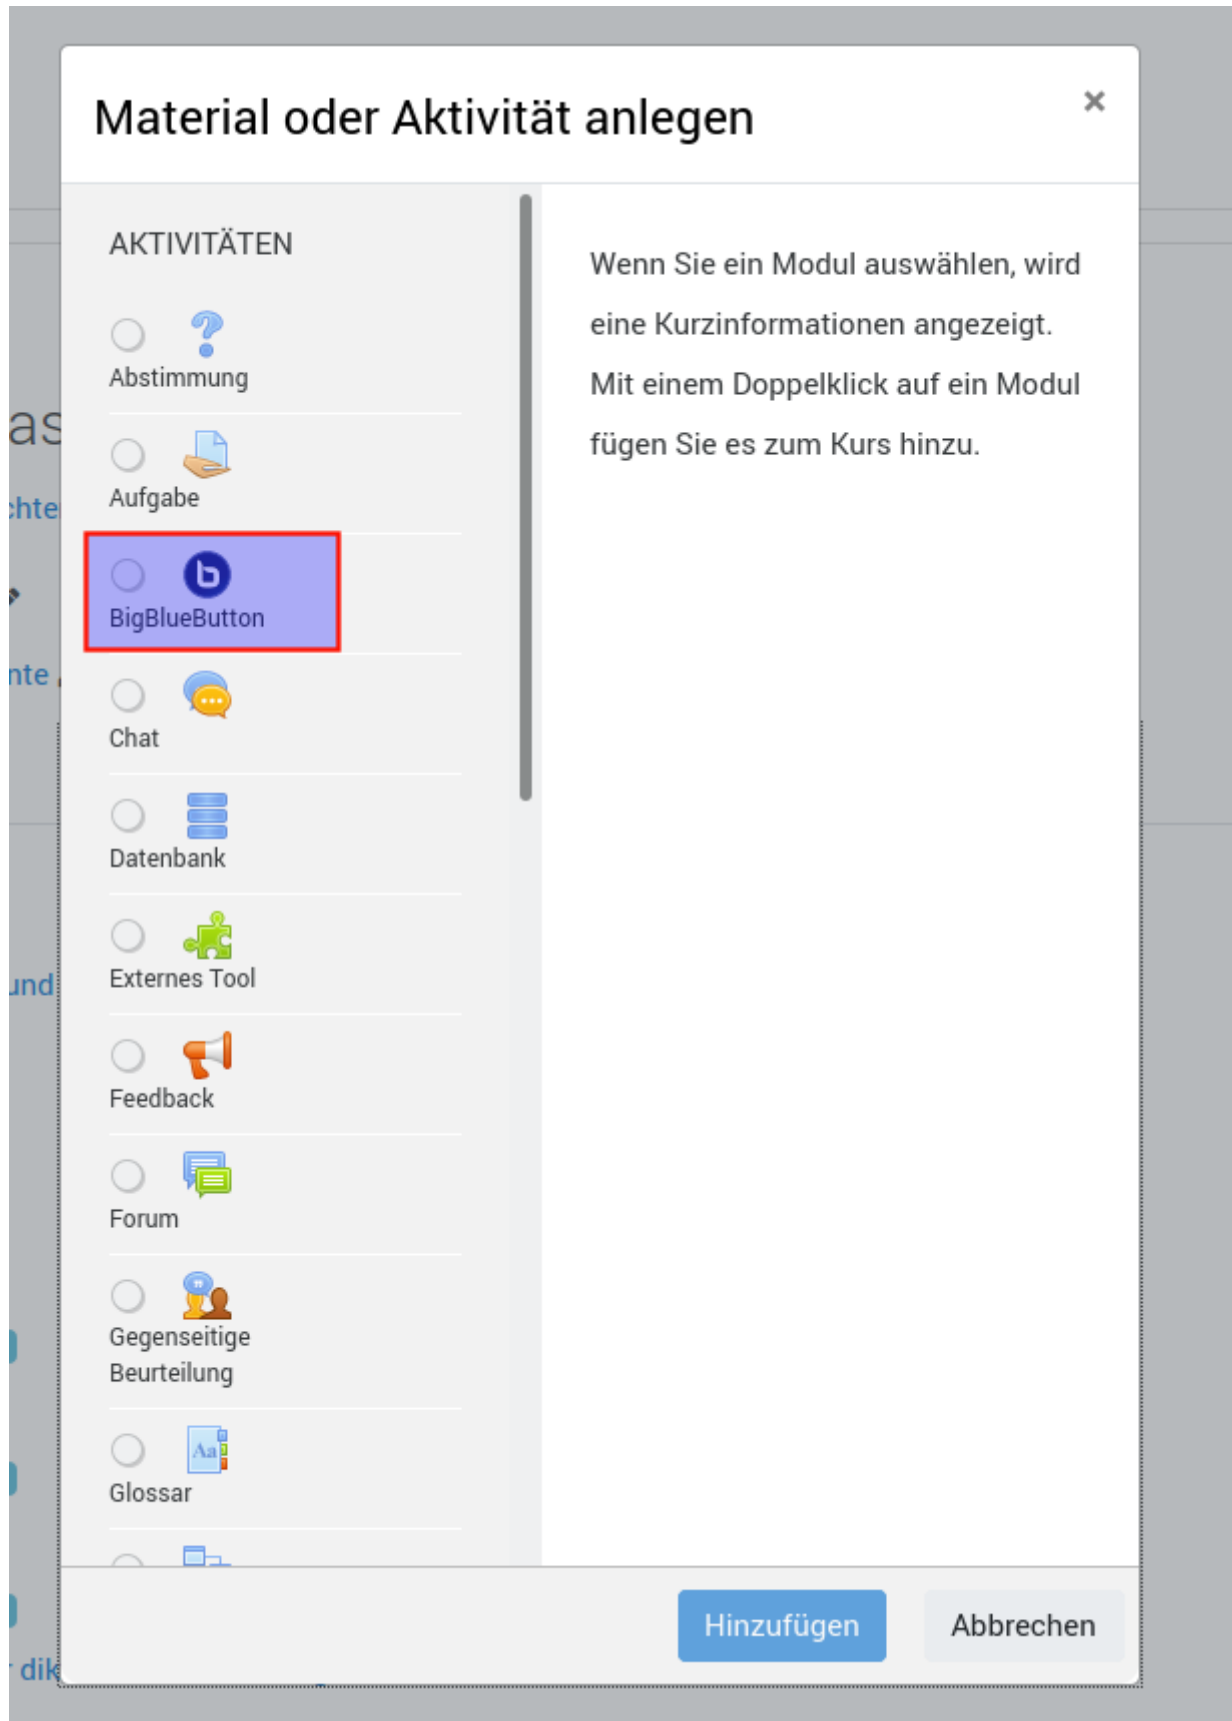 Material oder Aktivität anlegen
×
AKTIVITÄTEN
Abstimmung
Aufgabe
BigBlueButton
Chat
Datenbank
Externes Tool
Feedback
Forum
Gegenseitige
Beurteilung
Aa
Glossar
Wenn Sie ein Modul auswählen, wird
eine Kurzinformationen angezeigt.
Mit einem Doppelklick auf ein Modul
fügen Sie es zum Kurs hinzu.
Hinzufügen
Abbrechen
und